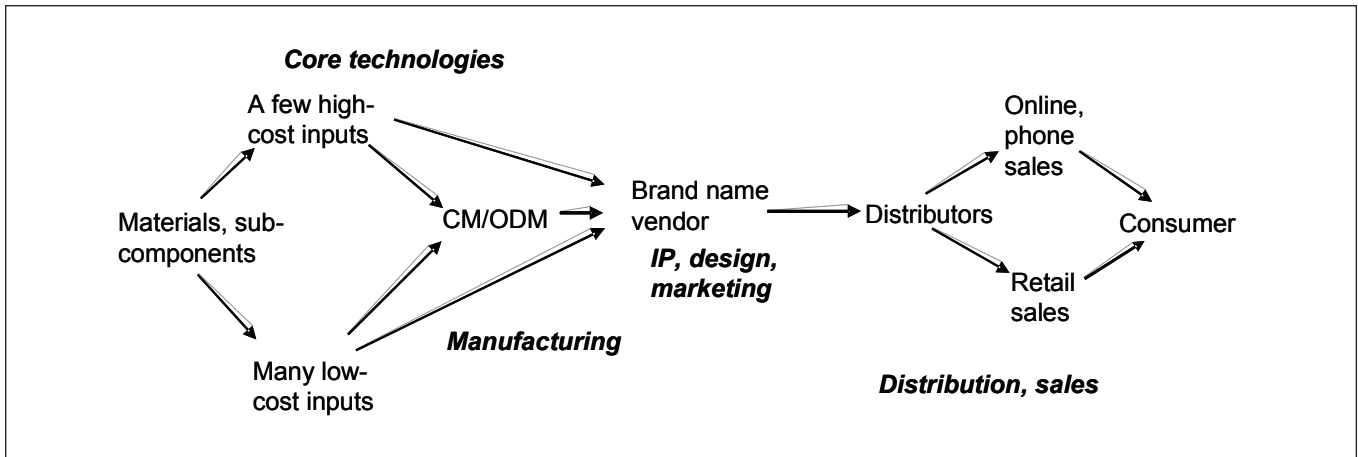 Core technologies
A few high-
cost inputs
Materials, sub-
components
Many low-
cost inputs
CM/ODM
Manufacturing
Brand name
vendor
IP, design,
marketing
Distributors
Online,
phone
sales
Retail
sales
Consumer
Distribution, sales